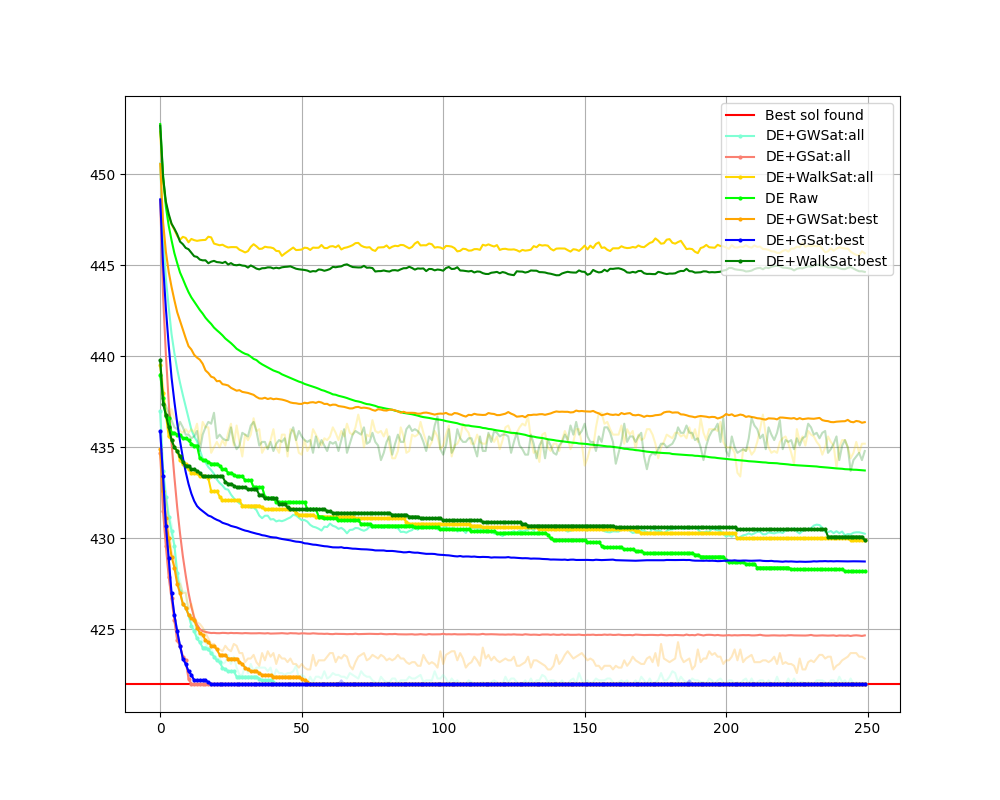 Best sol found
DE+GWSat:all
DE+GSat:all
DE+WalkSat:all
DE Raw
DE+GWSat:best
DE+GSat:best
DE+WalkSat:best
450
445
440
435
430
425
0 50 100 150 200 250